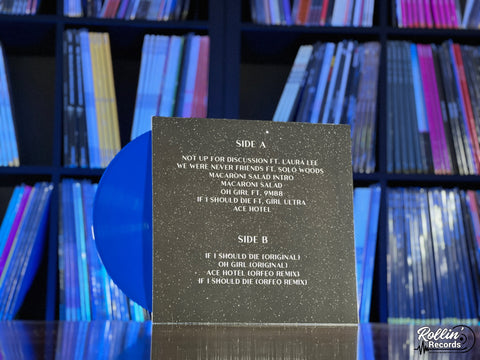 SIDE A
NOT UP FOR DISCUSSION FT. LAURA LEE
WE WERE NEVER FRIENDS FT. SOLO WOODS
MACARONI SALAD INTRO
MACARONI SALAD
OH GIRL FT. 9MBB
IF I SHOULD DIE FT, GIRL ULTRA
ACE HOTEL
SIDE B
IF I SHOULD DIE (ORIGINAL)
OH GIRL (ORIGINAL)
ACE HOTEL (ORFEO REMIX)
IF I SHOULD DIE (ORFEO REMIX)
Rollin'
Records